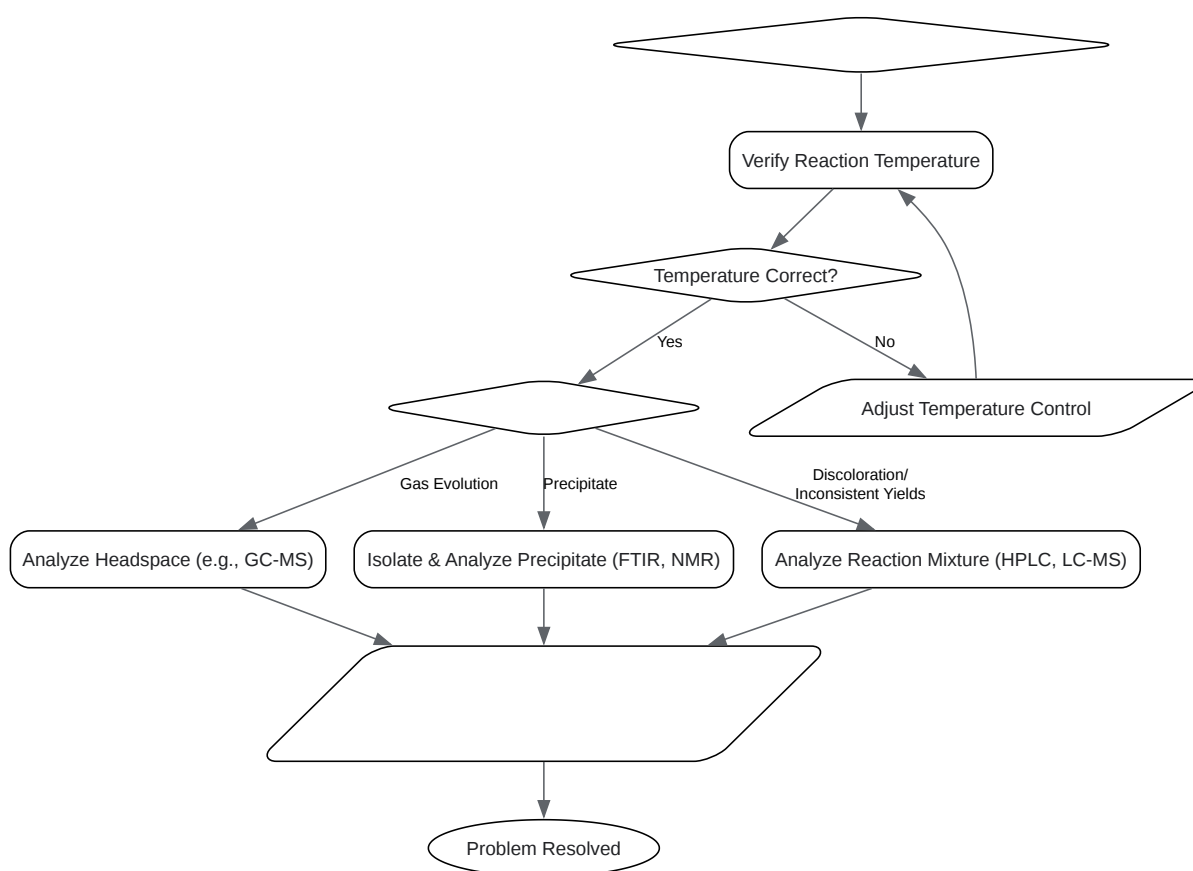 Verify Reaction Temperature
Temperature Correct?
Yes
No
Adjust Temperature Control
Gas Evolution
Precipitate
Discoloration/
Inconsistent Yields
Analyze Headspace (e.g., GC-MS)
Isolate & Analyze Precipitate (FTIR, NMR)
Analyze Reaction Mixture (HPLC, LC-MS)
Problem Resolved